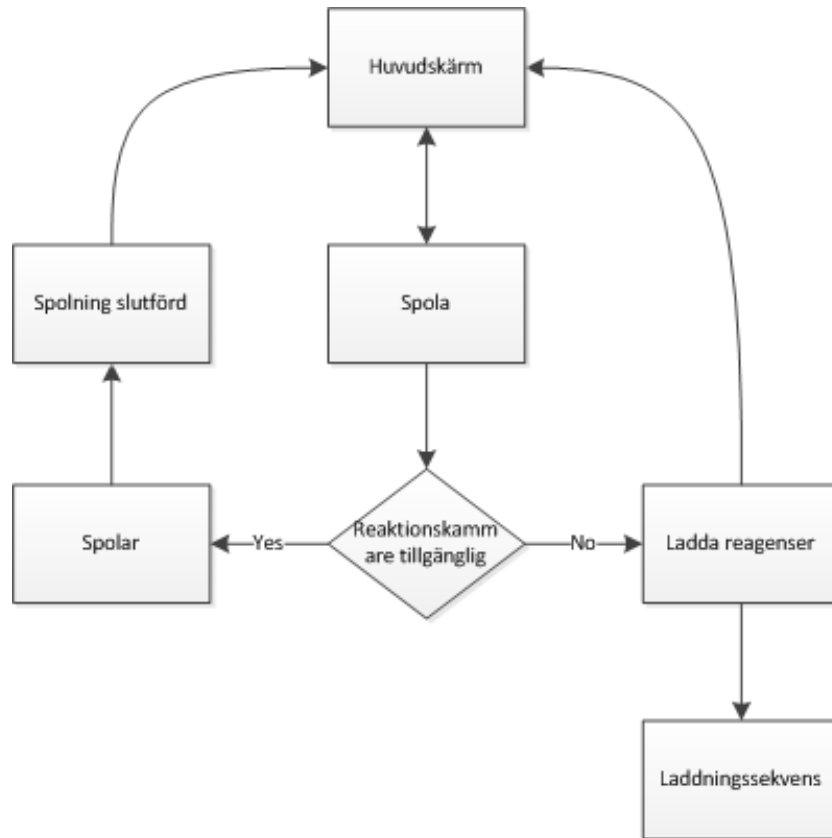 Huvudskärm
Spolning slutförd
Spola
Spolar
Yes
Reaktionskamm
are tillgänglig
No
Ladda reagenser
Laddningssekvens